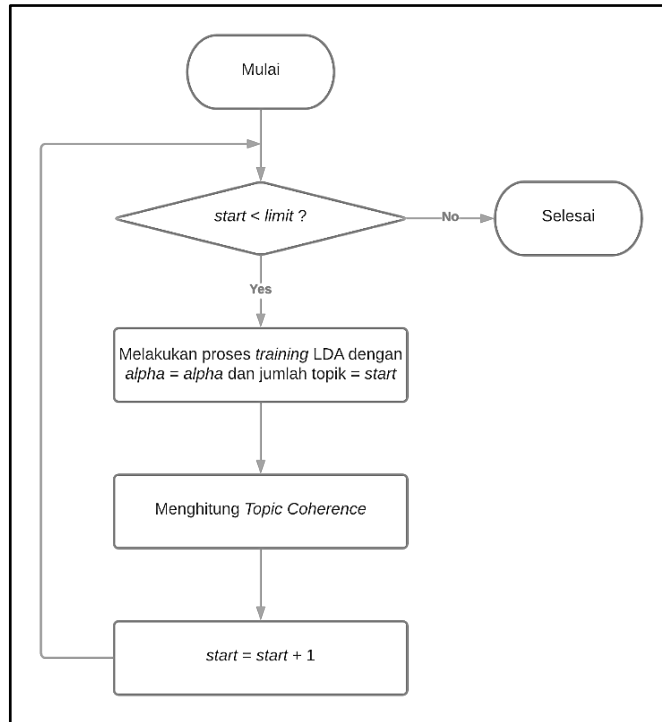 Mulai
start < limit ?
No
Selesai
Yes
Melakukan proses training LDA dengan
alpha = alpha dan jumlah topik = start
Menghitung Topic Coherence
start = start + 1